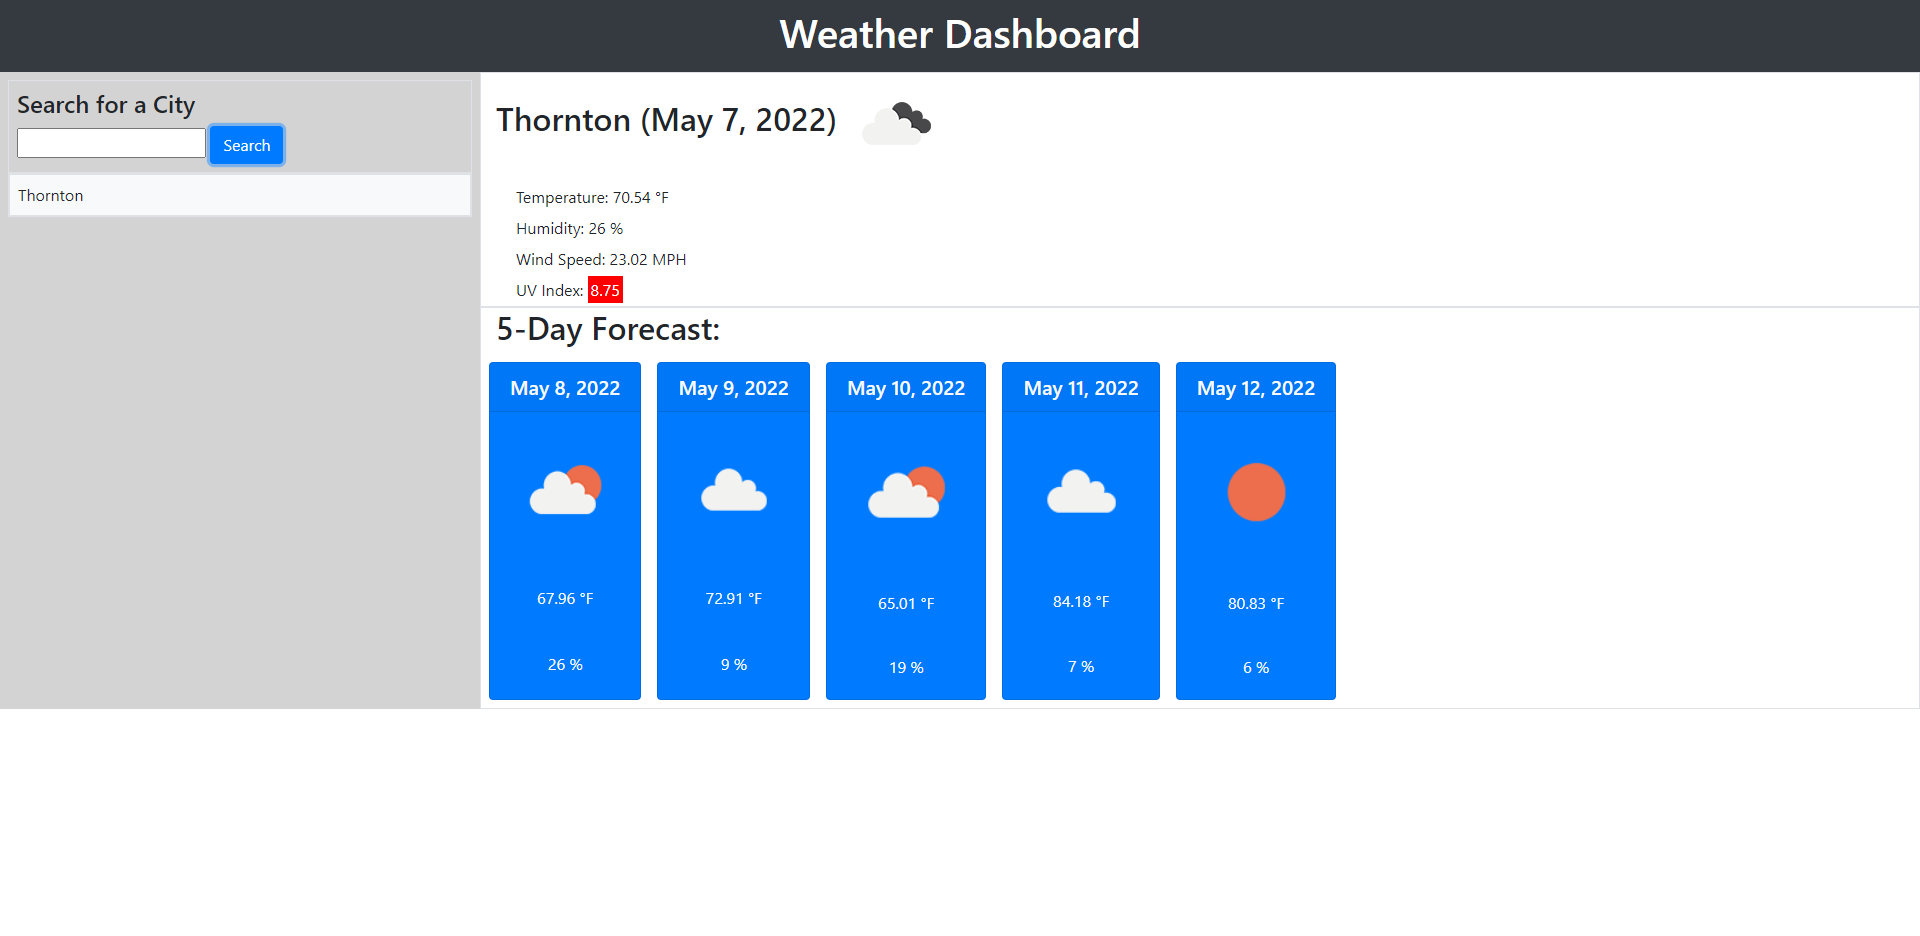 Weather Dashboard
Search for a City
Search
Thornton
Thornton (May 7, 2022)
Temperature: 70.54 °F
Humidity: 26 %
Wind Speed: 23.02 MPH
UV Index: 8.75
5-Day Forecast:
May 8, 2022
67.96 °F
26 %
May 9, 2022
72.91 °F
9 %
May 10, 2022
65.01 °F
19 %
May 11, 2022
84.18 °F
7 %
May 12, 2022
80.83 °F
6 %